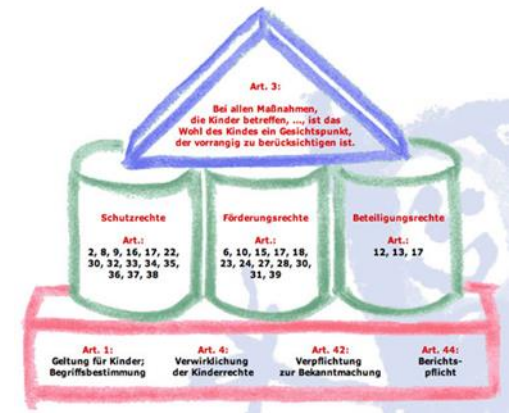 Art. 3:
Bei allen Maßnahmen,
die Kinder betreffen, ..., ist das
Wohl des Kindes ein Gesichtspunkt,
der vorrangig zu berücksichtigen ist.
Schutzrechte
Art.:
2, 8, 9, 16, 17, 22,
30, 32, 33, 34, 35,
36, 37, 38
Förderungsrechte
Art.:
6, 10, 15, 17, 18,
23, 24, 27, 28, 30,
31, 39
Beteiligungsrechte
Art.:
12, 13, 17
Art. 1:
Geltung für Kinder;
Begriffsbestimmung
Art. 4:
Verwirklichung
der Kinderrechte
Art. 42:
Verpflichtung
zur Bekanntmachung
Art. 44:
Berichts-
pflicht